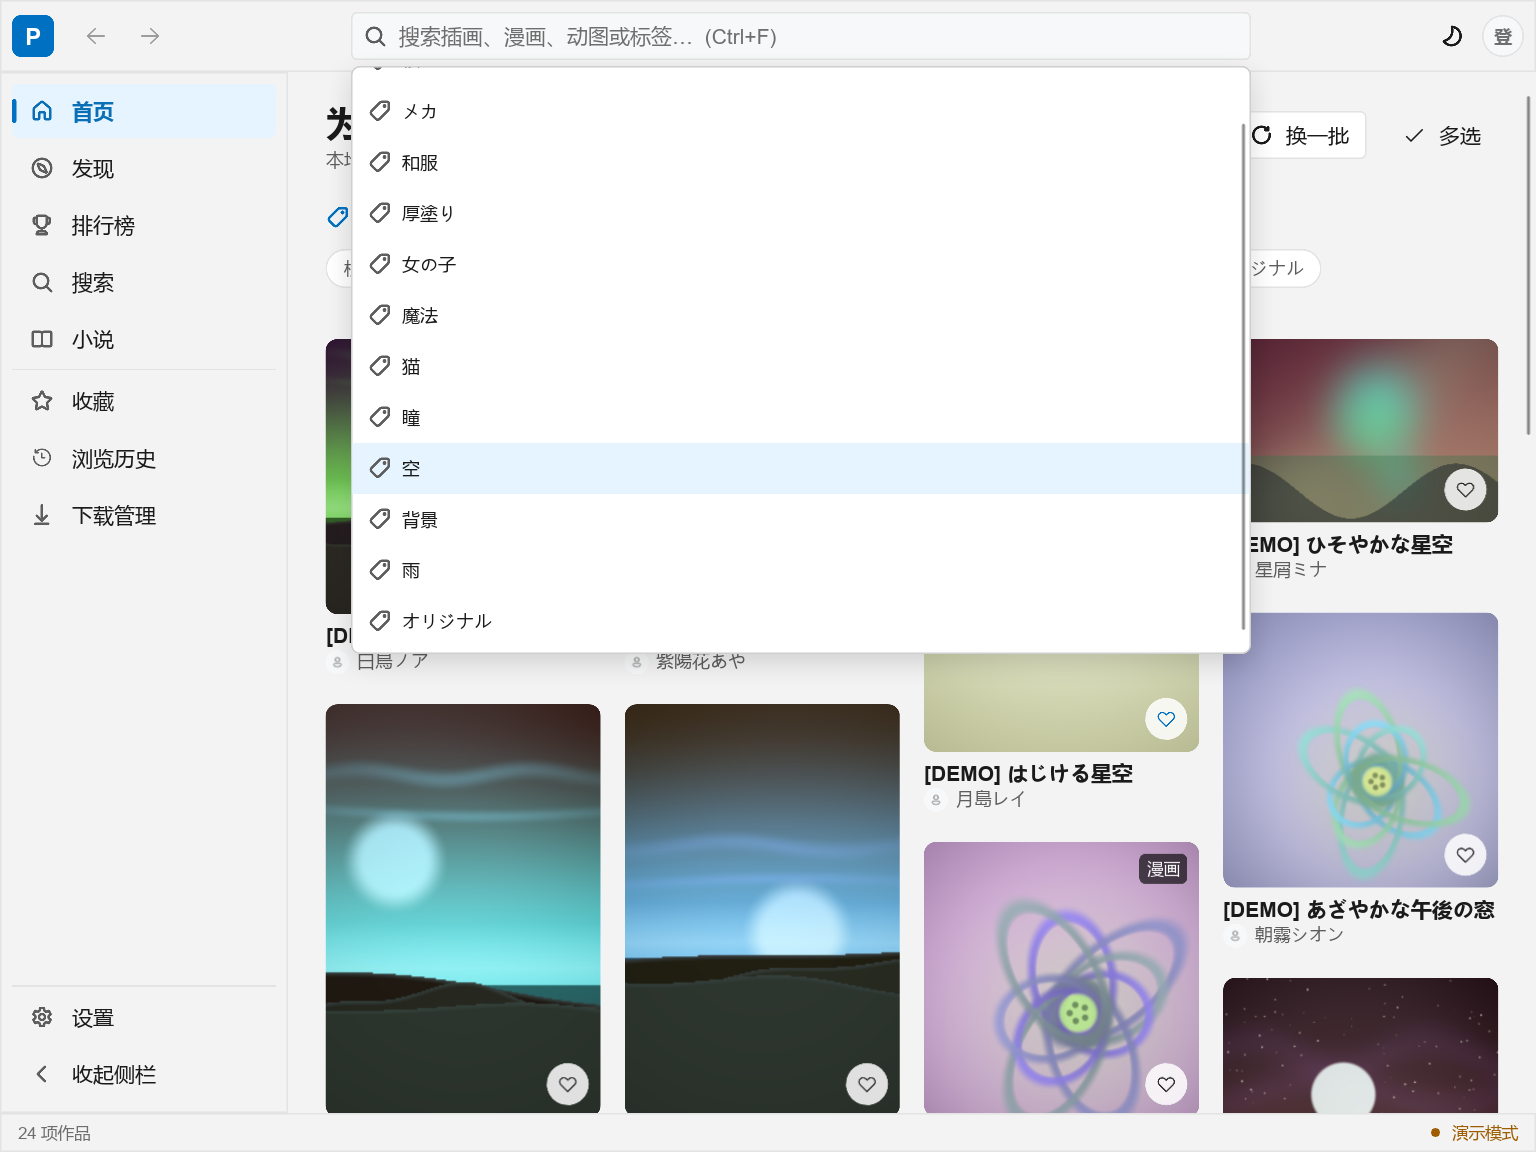 P
搜索插画、漫画、动图或标签… (Ctrl+F)
登
首页
发现
排行榜
搜索
小说
收藏
浏览历史
下载管理
设置
收起侧栏
メカ
和服
厚塗り
女の子
魔法
猫
瞳
空
背景
雨
オリジナル
换一批
多选
ジナル
EMO] ひそやかな星空
星屑ミナ
紫陽花あや
[DEMO] はじける星空
月島レイ
漫画
[DEMO] あざやかな午後の窓
朝霧シオン
24 项作品
演示模式